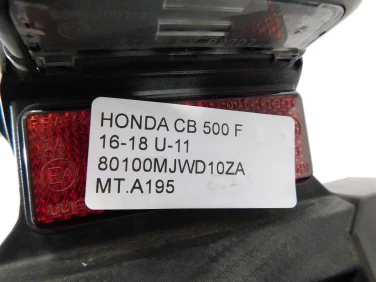 HONDA CB 500 F
16-18 U-11
80100MJWD10ZA
MT.A195